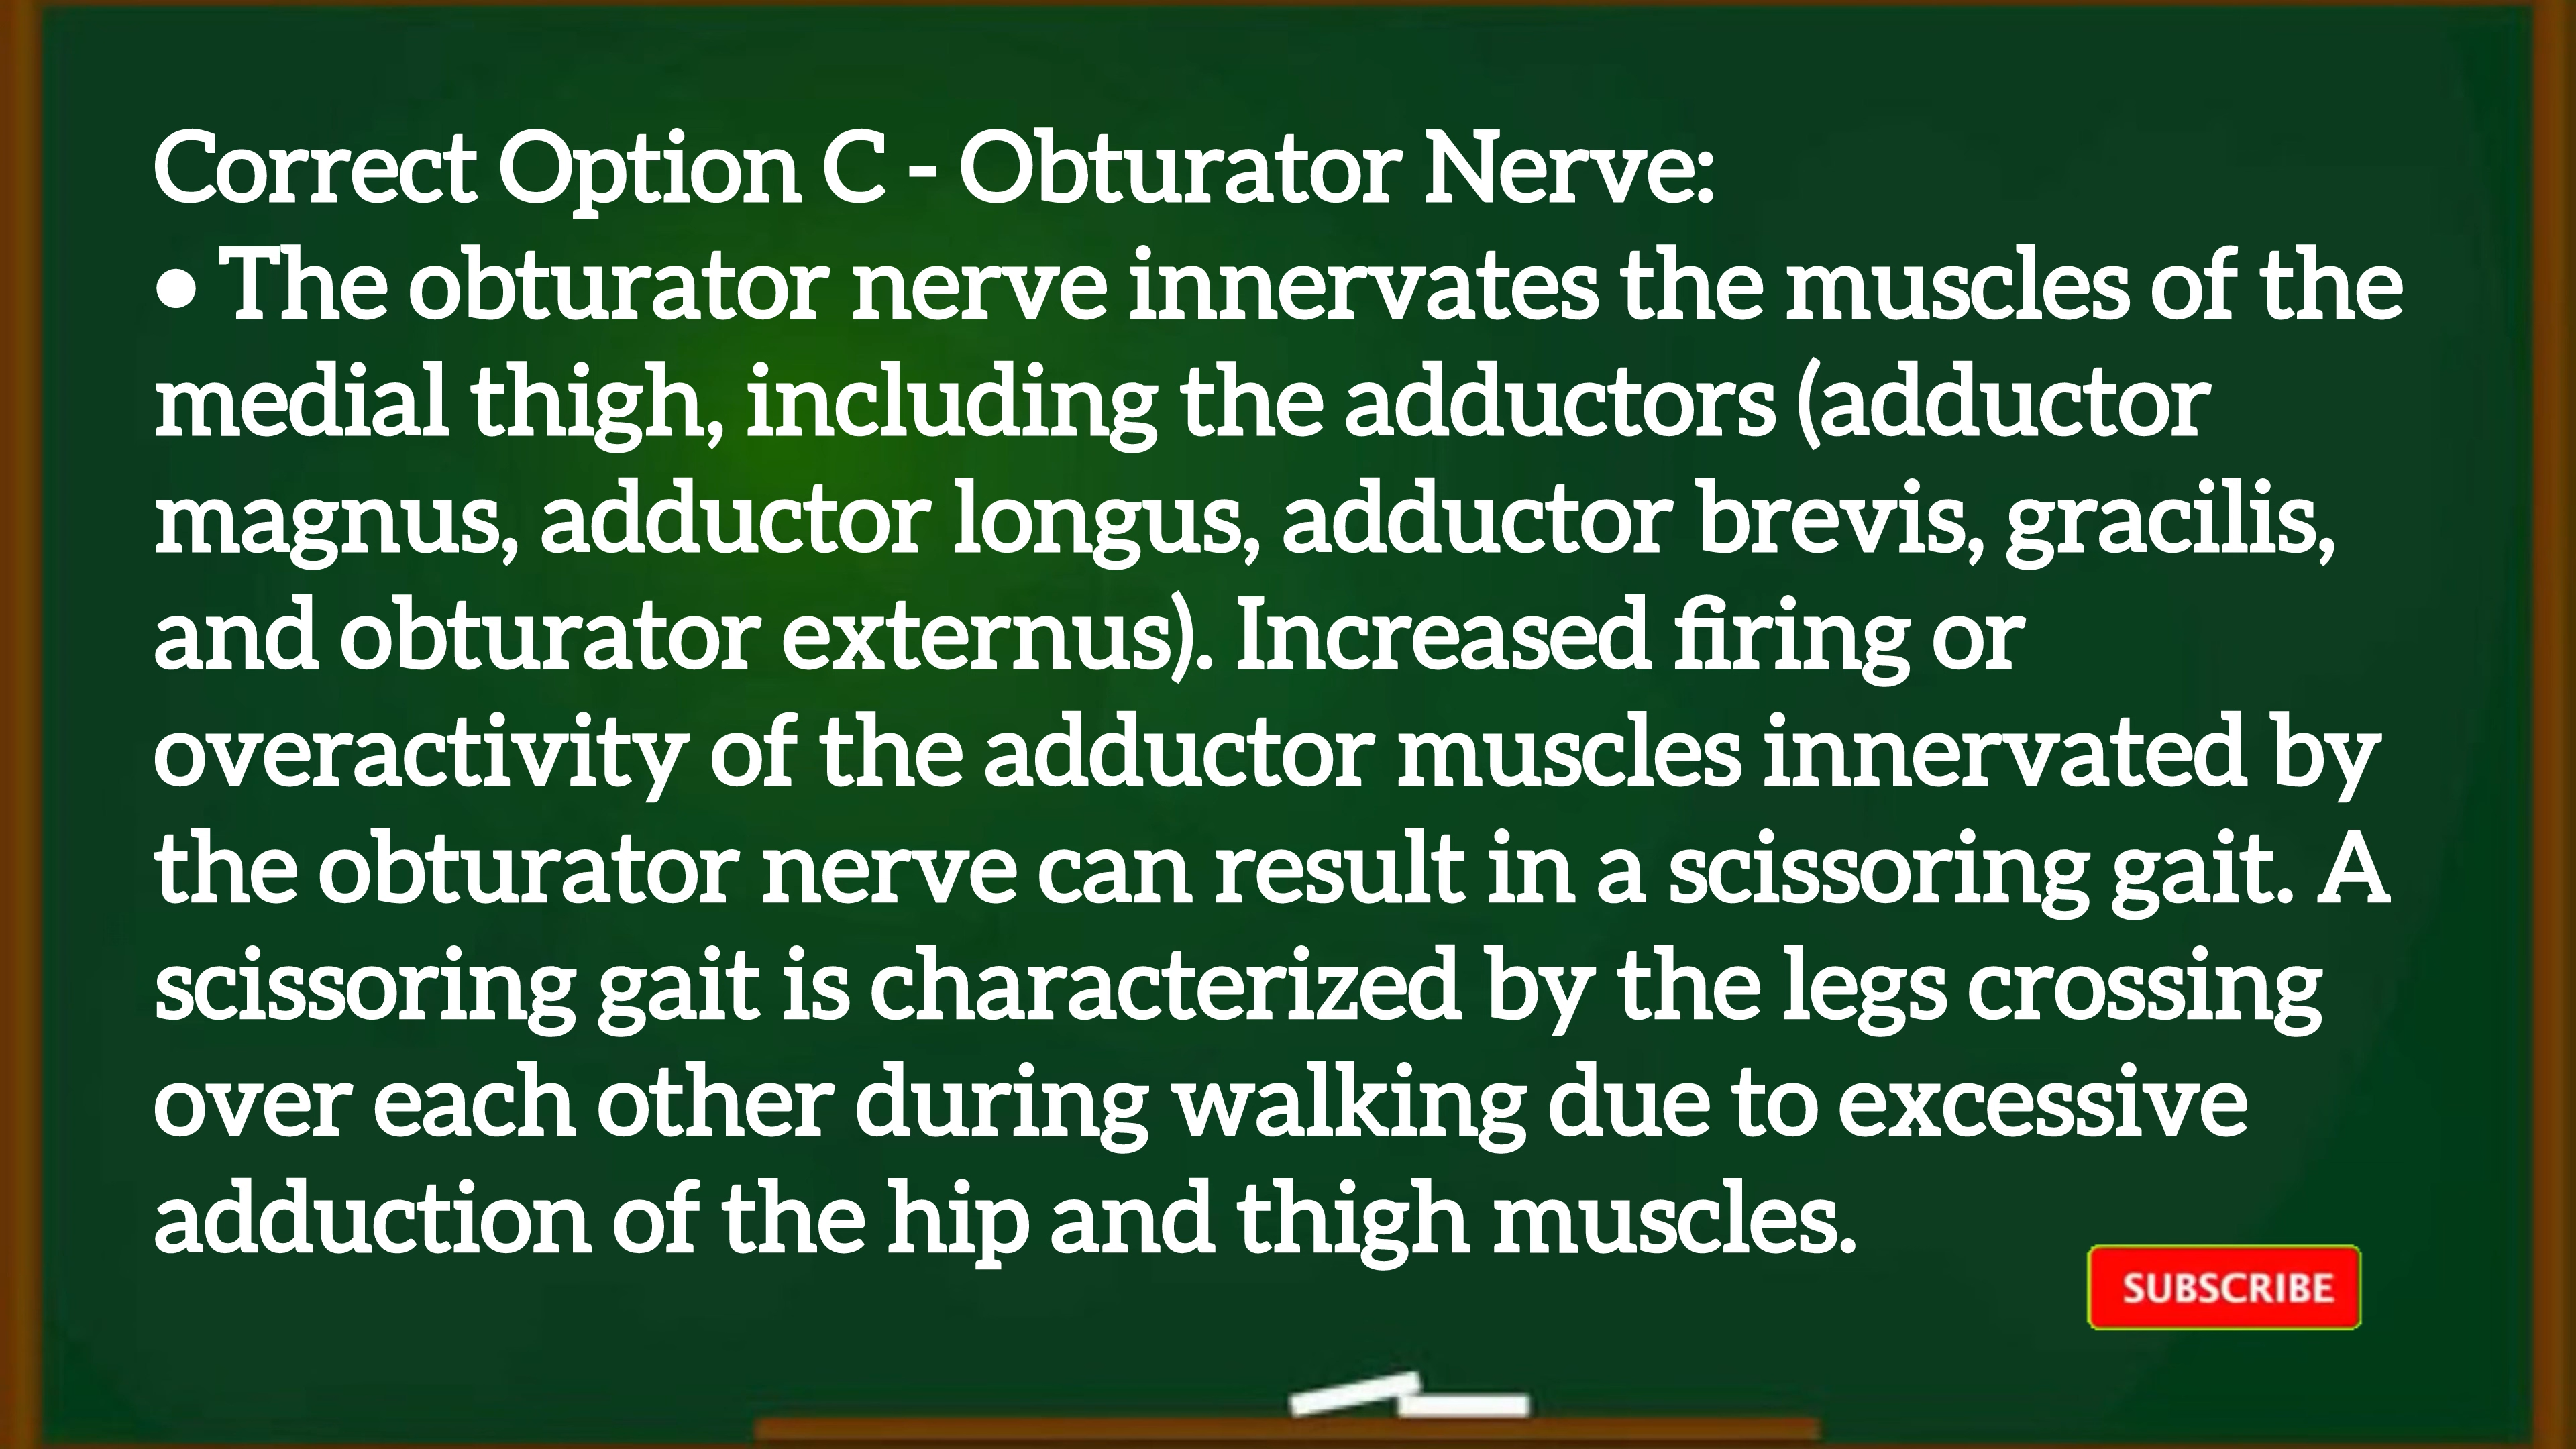 Correct Option C - Obturator Nerve:
• The obturator nerve innervates the muscles of the
medial thigh, including the adductors (adductor
magnus, adductor longus, adductor brevis, gracilis,
and obturator externus). Increased firing or
overactivity of the adductor muscles innervated by
the obturator nerve can result in a scissoring gait. A
scissoring gait is characterized by the legs crossing
over each other during walking due to excessive
adduction of the hip and thigh muscles.
SUBSCRIBE